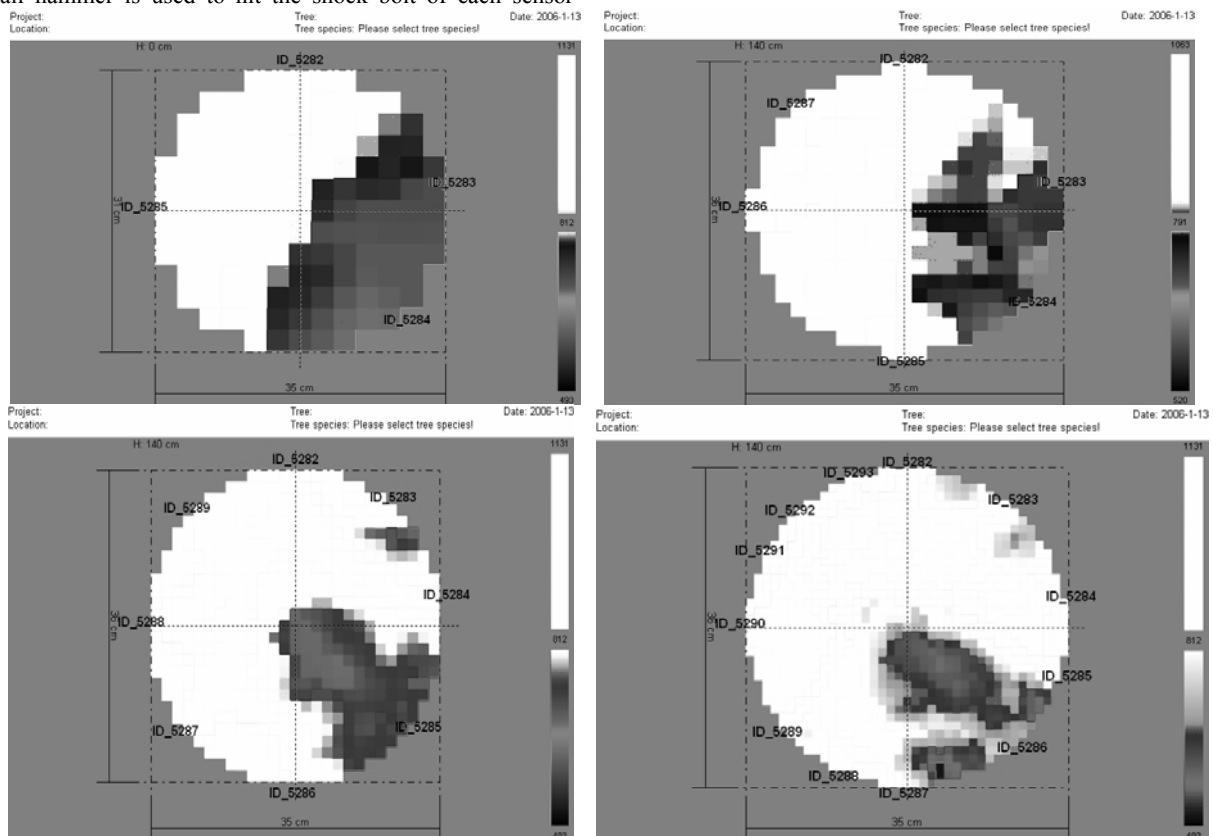 an hammer is used to hit the shock bolt of each sensor
Project:
Tree:
Date: 2006-1-13
Location:
Tree species: Please select tree species!
H: 0 cm
1131
ID_5282
ID_5283
31 cm
ID_5285
812
ID_5284
35 cm
493
Project:
Tree:
Date: 2006-1-13
Location:
Tree species: Please select tree species!
H: 140 cm
1063
ID_5282
ID_5287
ID_5283
ID_5286
36 cm
791
ID_5284
ID_5285
35 cm
520
Project:
Tree:
Date: 2006-1-13
Location:
Tree species: Please select tree species!
H: 140 cm
1131
ID_5282
ID_5283
ID_5289
ID_5284
ID_5288
36 cm
812
ID_5285
ID_5287
ID_5286
35 cm
493
Project:
Tree:
Date: 2006-1-13
Location:
Tree species: Please select tree species!
H: 140 cm
1131
ID_5282
ID_5293
ID_5283
ID_5292
ID_5291
ID_5284
ID_5290
36 cm
812
ID_5285
ID_5289
ID_5286
ID_5288
ID_5287
35 cm